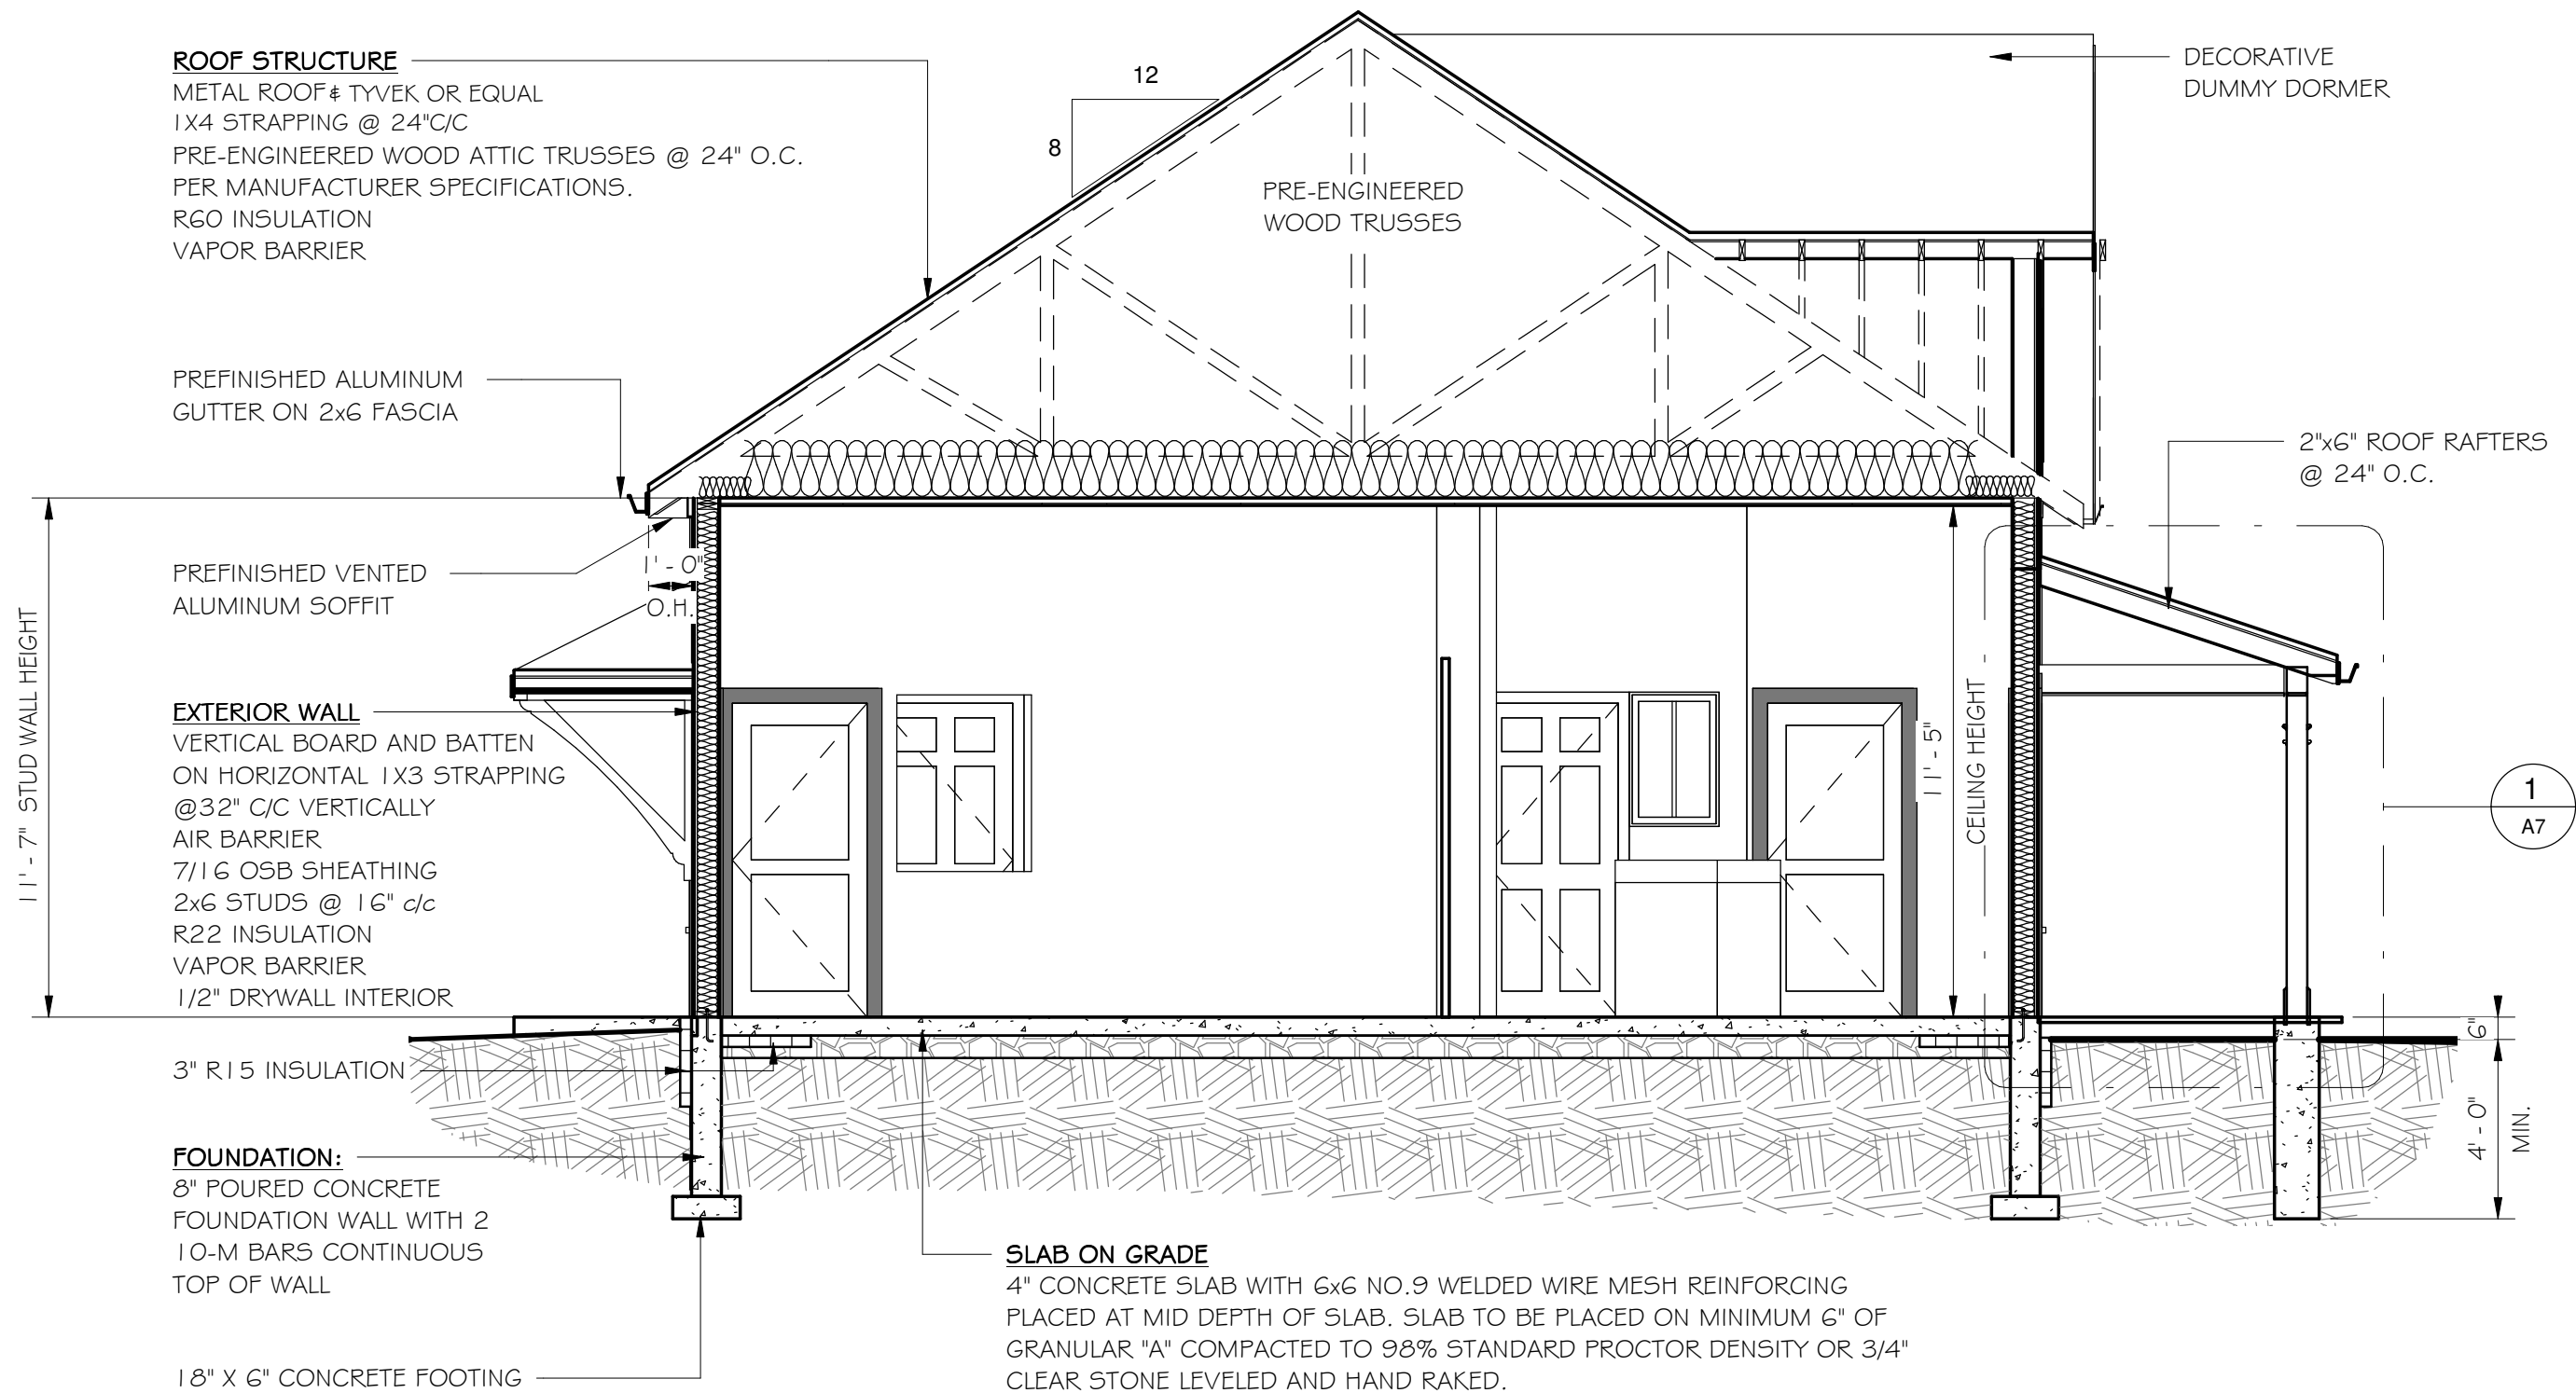 ROOF STRUCTURE
METAL ROOF & TYVEK OR EQUAL
1X4 STRAPPING @ 24"C/C
PRE-ENGINEERED WOOD ATTIC TRUSSES @ 24" O.C.
PER MANUFACTURER SPECIFICATIONS.
R60 INSULATION
VAPOR BARRIER
12
8
PRE-ENGINEERED
WOOD TRUSSES
DECORATIVE
DUMMY DORMER
PREFINISHED ALUMINUM
GUTTER ON 2x6 FASCIA
2"x6" ROOF RAFTERS
@ 24" O.C.
PREFINISHED VENTED
ALUMINUM SOFFIT
1' - 0"
O.H.
11' - 7" STUD WALL HEIGHT
EXTERIOR WALL
VERTICAL BOARD AND BATTEN
ON HORIZONTAL 1X3 STRAPPING
@32" C/C VERTICALLY
AIR BARRIER
7/16 OSB SHEATHING
2x6 STUDS @ 16" c/c
R22 INSULATION
VAPOR BARRIER
1/2" DRYWALL INTERIOR
11' - 5"
CEILING HEIGHT
1
A7
6"
4' - 0"
MIN.
3" R15 INSULATION
FOUNDATION:
8" POURED CONCRETE
FOUNDATION WALL WITH 2
10-M BARS CONTINUOUS
TOP OF WALL
18" X 6" CONCRETE FOOTING
SLAB ON GRADE
4" CONCRETE SLAB WITH 6x6 NO.9 WELDED WIRE MESH REINFORCING
PLACED AT MID DEPTH OF SLAB. SLAB TO BE PLACED ON MINIMUM 6" OF
GRANULAR "A" COMPACTED TO 98% STANDARD PROCTOR DENSITY OR 3/4"
CLEAR STONE LEVELED AND HAND RAKED.